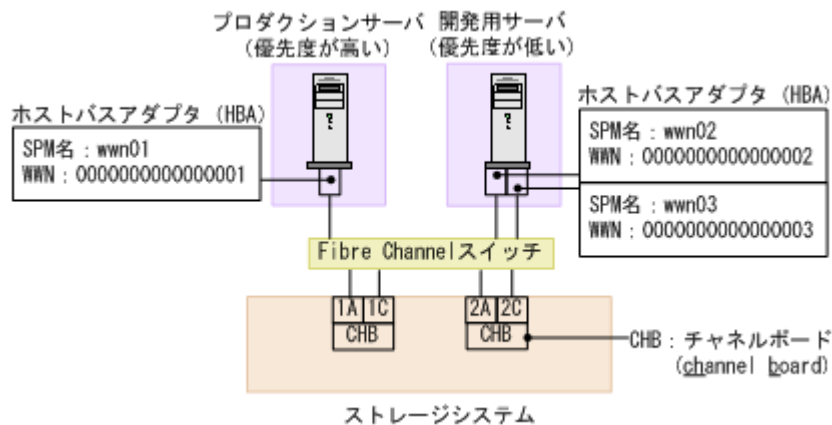 プロダクションサーバ
(優先度が高い)
開発用サーバ
(優先度が低い)
ホストバスアダプタ (HBA)
SPM名 : wwn01
WWN : 0000000000000001
ホストバスアダプタ (HBA)
SPM名 : wwn02
WWN : 0000000000000002
SPM名 : wwn03
WWN : 0000000000000003
Fibre Channelスイッチ
1A 1C
CHB
2A 2C
CHB
CHB : チャネルボード
(channel board)
ストレージシステム